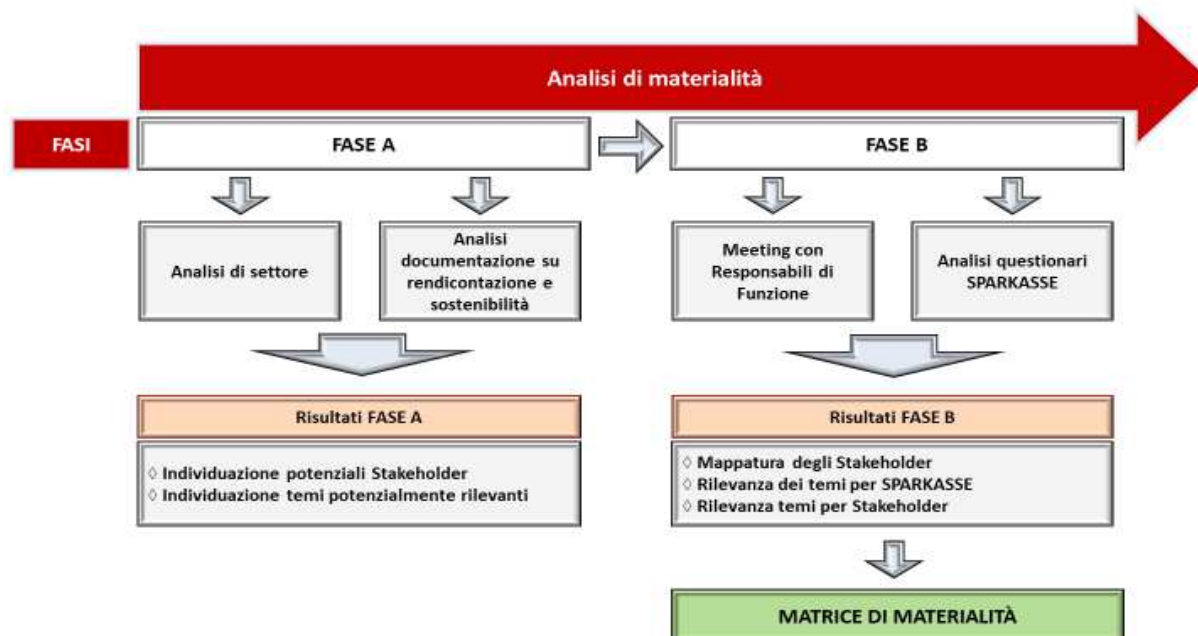 Analisi di materialità
FASI
FASE A
FASE B
Analisi di settore
Analisi
documentazione su
rendicontazione e
sostenibilità
Meeting con
Responsabili di
Funzione
Analisi questionari
SPARKASSE
Risultati FASE A
◊ Individuazione potenziali Stakeholder
◊ Individuazione temi potenzialmente rilevanti
Risultati FASE B
◊ Mappatura degli Stakeholder
◊ Rilevanza dei temi per SPARKASSE
◊ Rilevanza temi per Stakeholder
MATRICE DI MATERIALITÀ